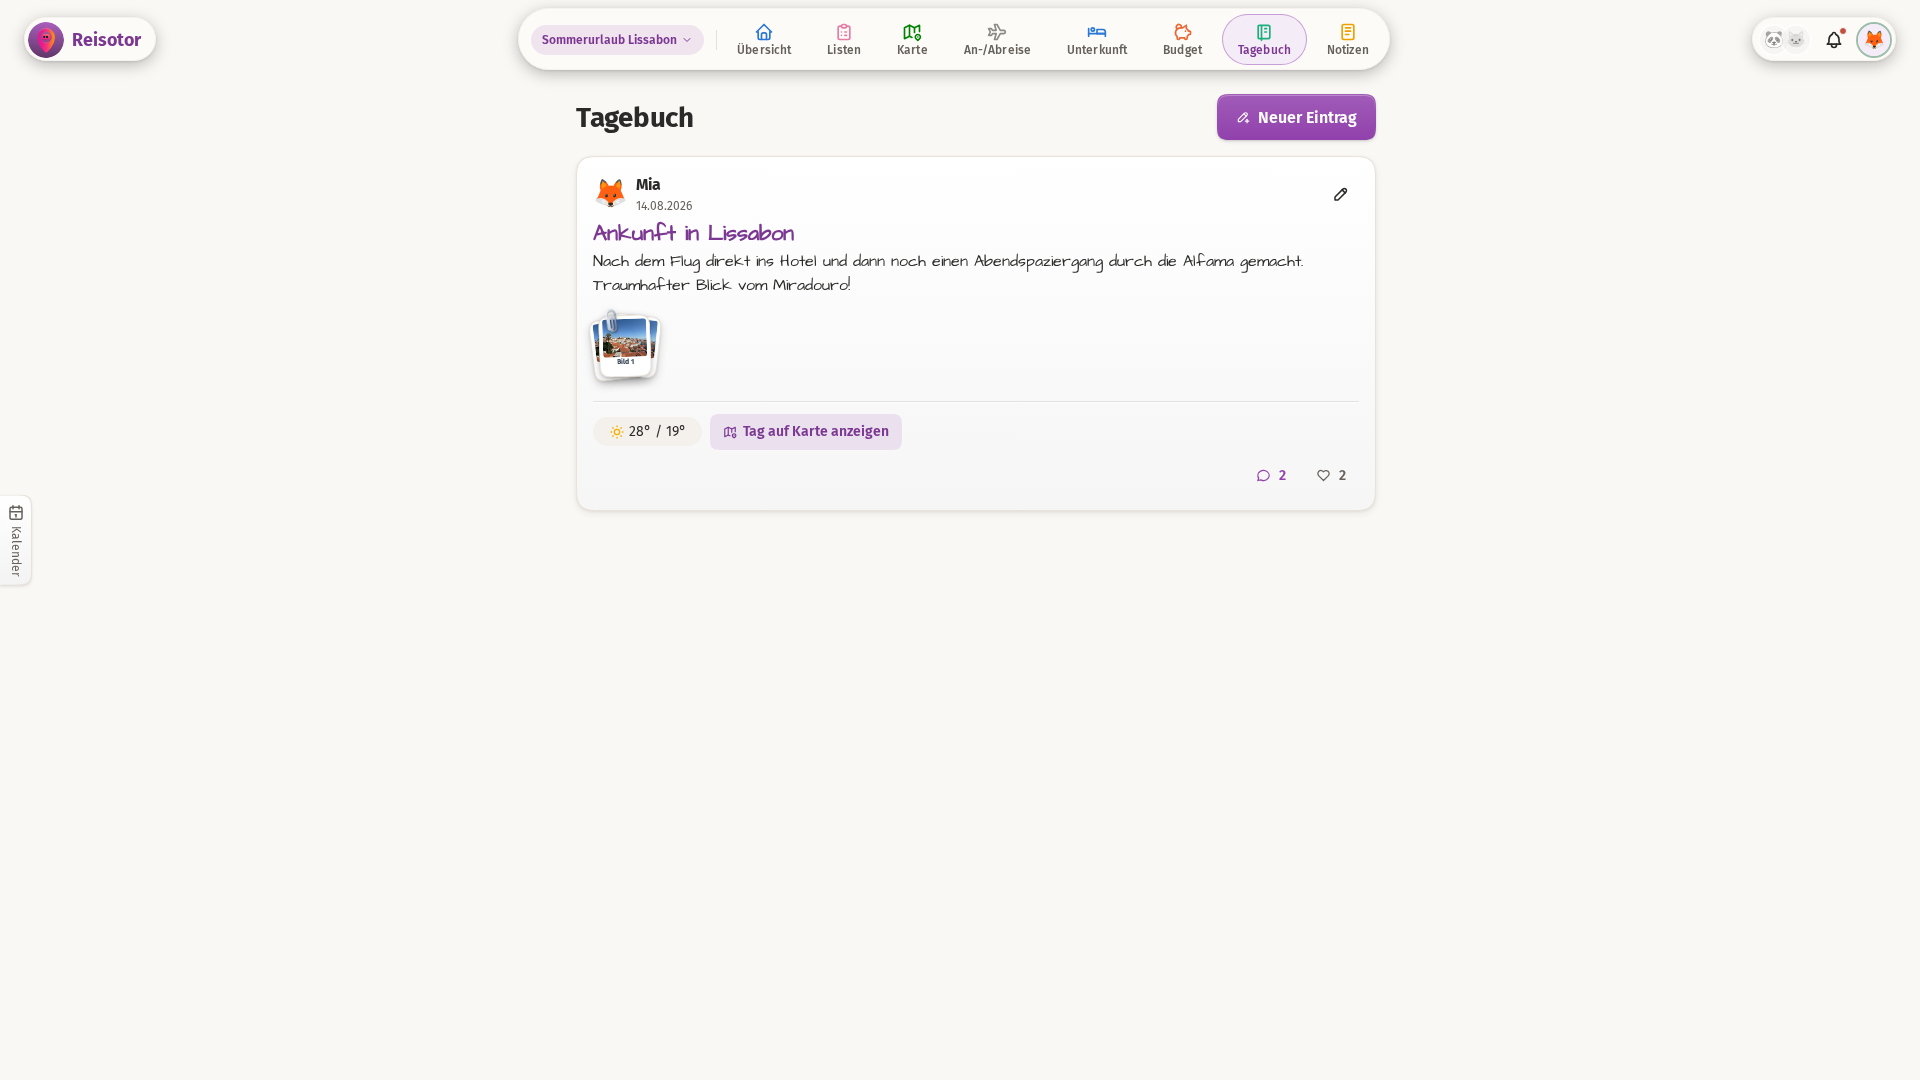 Reisotor
Sommerurlaub Lissabon
Übersicht
Listen
Karte
An-/Abreise
Unterkunft
Budget
Tagebuch
Notizen
Tagebuch
Neuer Eintrag
Mia
14.08.2026
Ankunft in Lissabon
Nach dem Flug direkt ins Hotel und dann noch einen Abendspaziergang durch die Alfama gemacht.
Traumhafter Blick vom Miradouro!
Bild 1
28° / 19°
Tag auf Karte anzeigen
2
2
Kalender